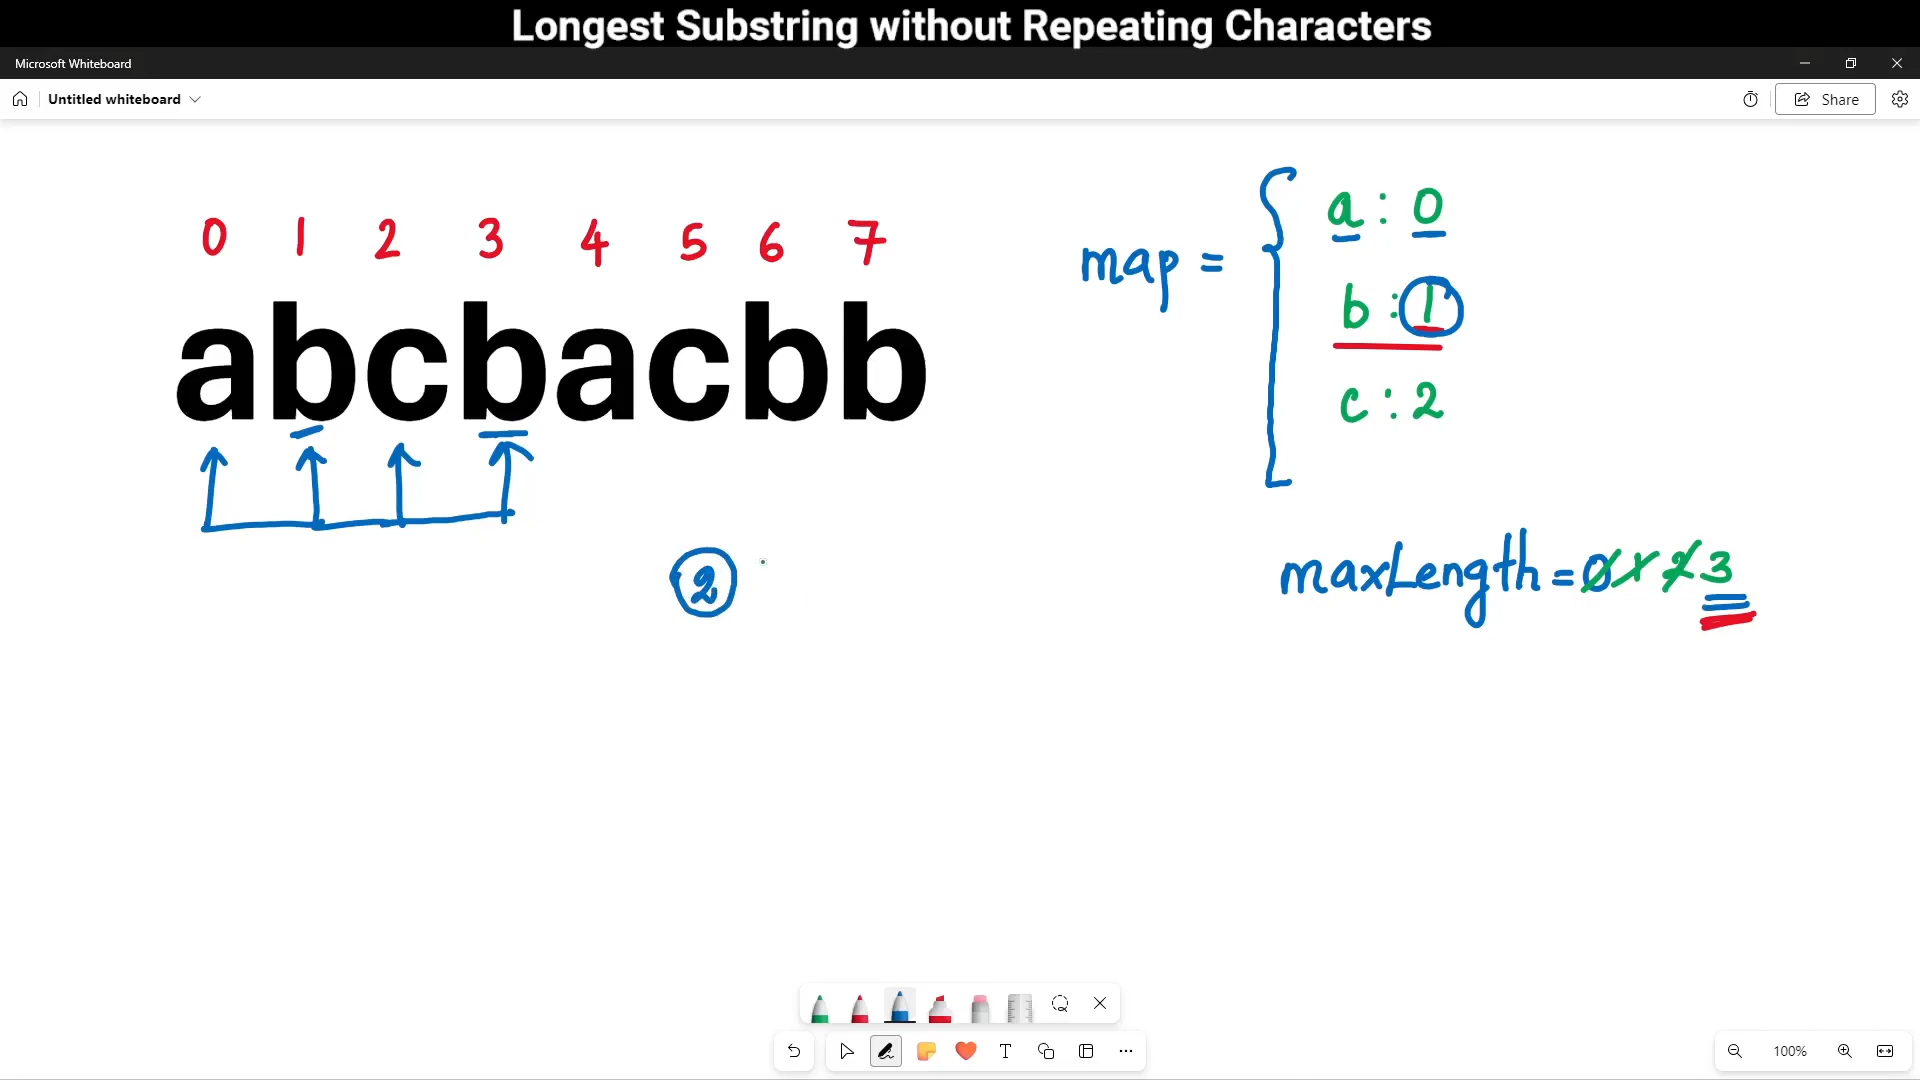 Longest Substring without Repeating Characters
Microsoft Whiteboard
Untitled whiteboard
Share
0 1 2 3 4 5 6 7
abcbacbb
map =
a : 0
b : 1
c : 2
2
maxLength = 0 1 2 3
100%